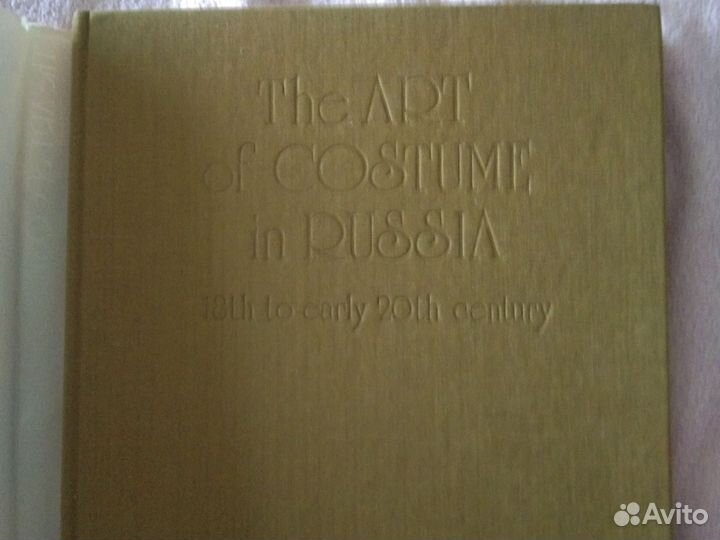 The ART
of COSTUME
in RUSSIA
18th to early 20th century
Avito